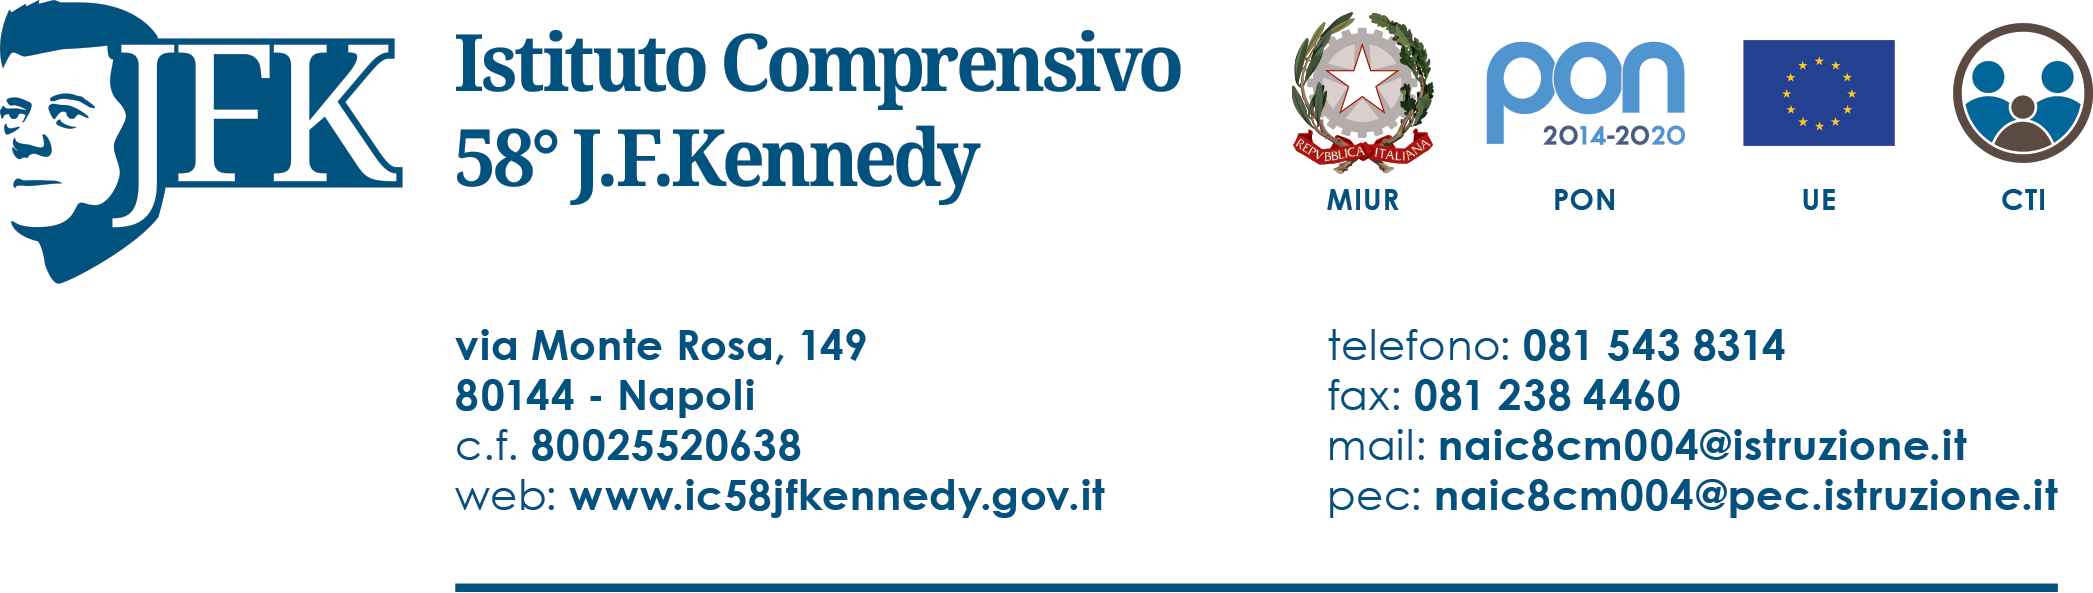 JFK
Istituto Comprensivo
58° J.F.Kennedy
REPVBBLICA ITALIANA
MIUR
pon
2014-2020
PON
UE
CTI
via Monte Rosa, 149
80144 - Napoli
c.f. 80025520638
web: www.ic58jfkennedy.gov.it
telefono: 081 543 8314
fax: 081 238 4460
mail: naic8cm004@istruzione.it
pec: naic8cm004@pec.istruzione.it